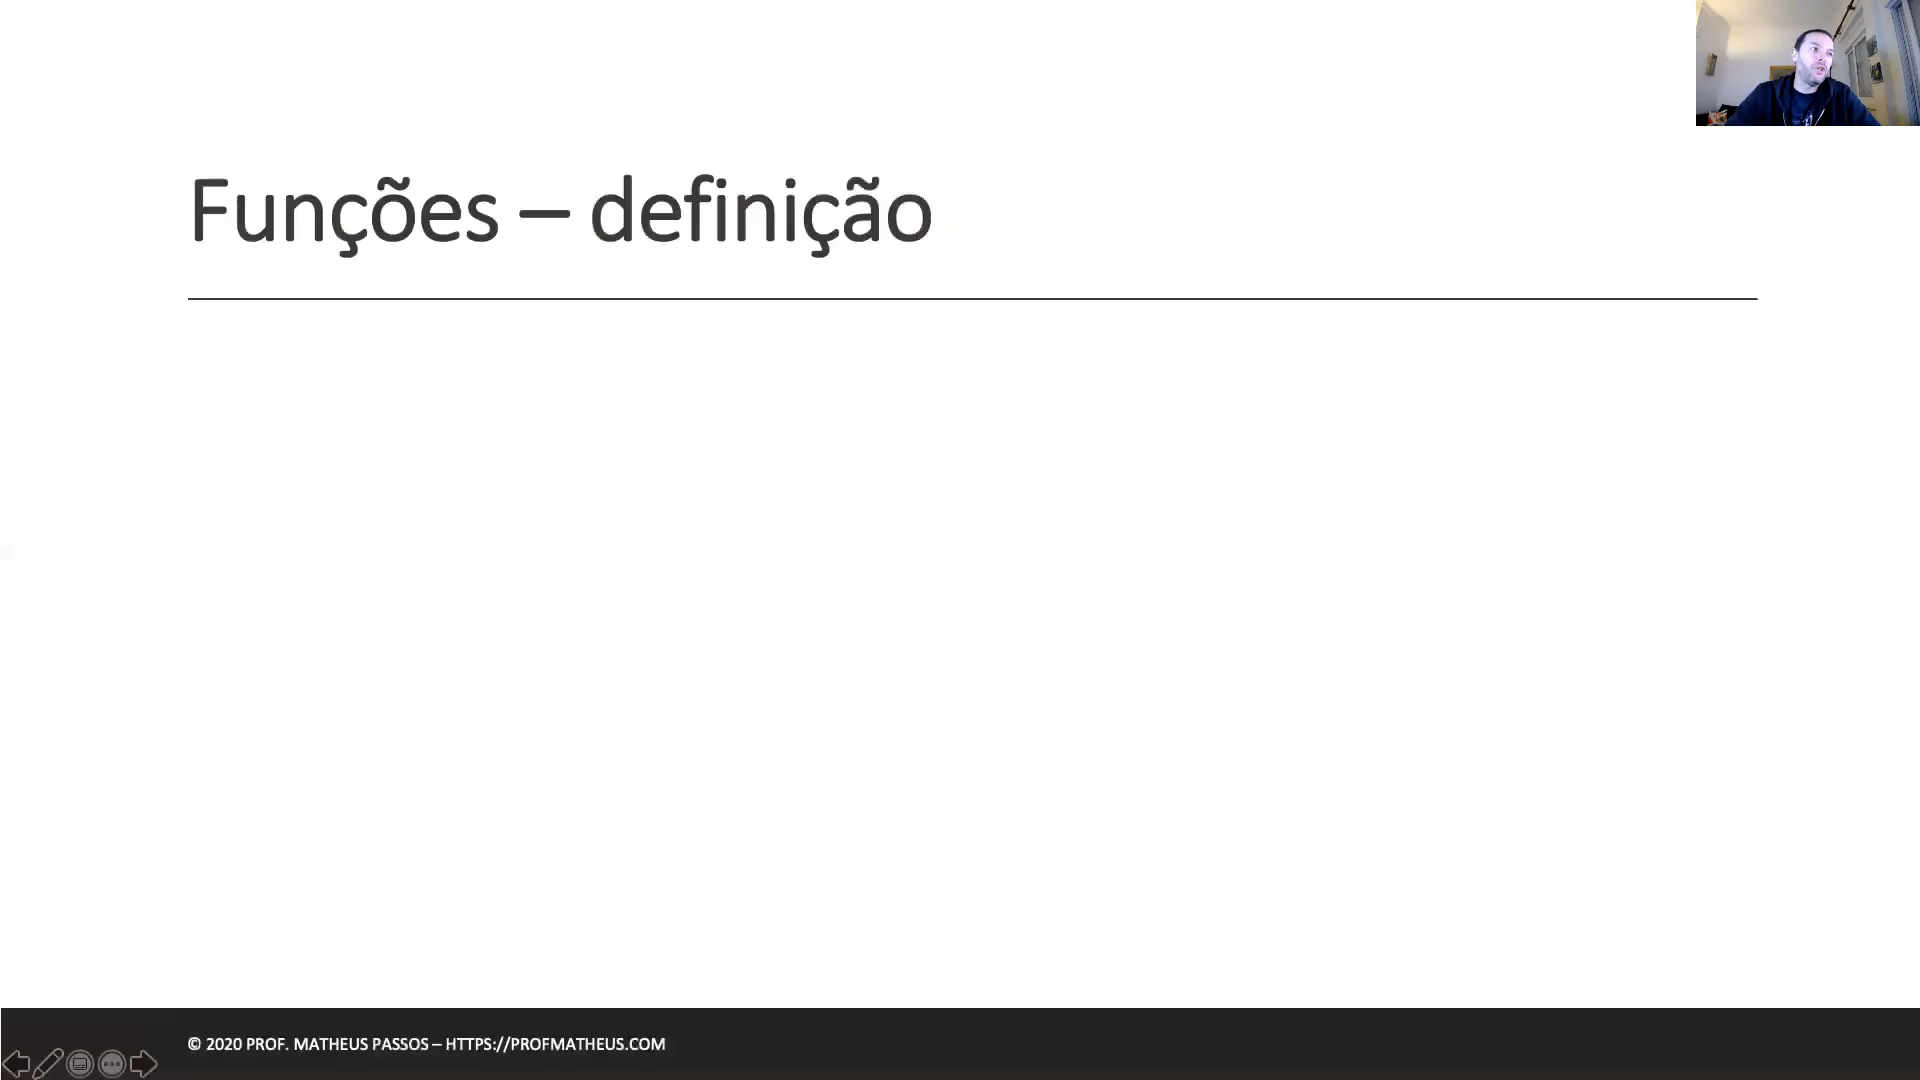 Funções – definição
© 2020 PROF. MATHEUS PASSOS – HTTPS://PROFMATHEUS.COM